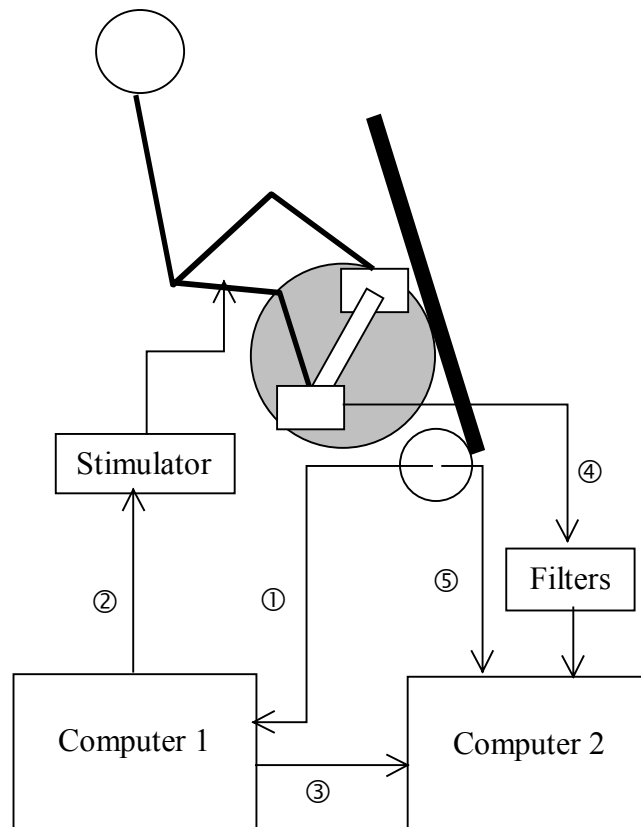 Stimulator
④
Filters
②
①
⑤
Computer 1
Computer 2
③